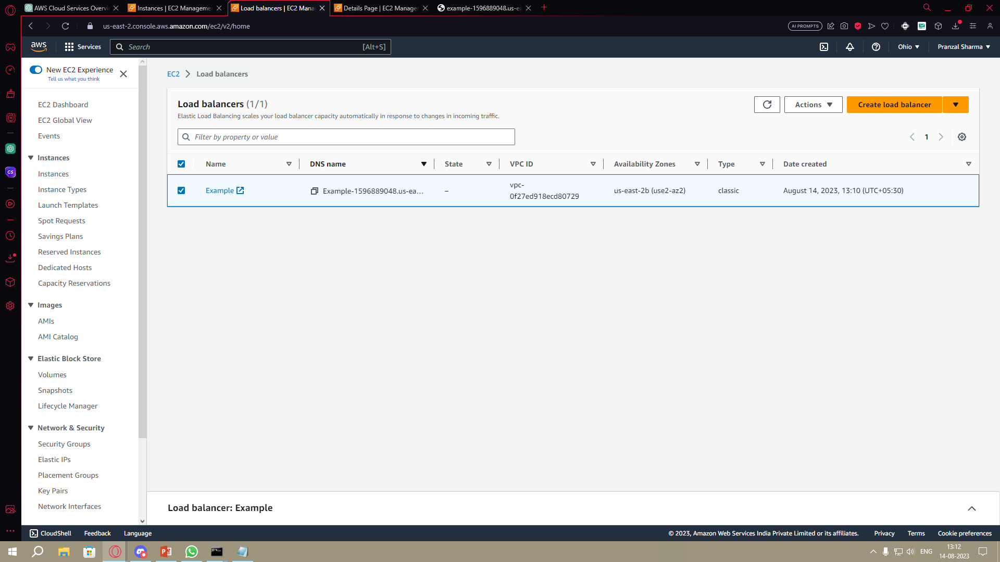 AWS Cloud Services Overvi
Instances | EC2 Manageme
Load balancers | EC2 Mana
Details Page | EC2 Manage
example-1596889048.us-ea
us-east-2.console.aws.amazon.com/ec2/v2/home
AI PROMPTS
aws
Services
Search
[Alt+S]
Ohio
Pranzal Sharma
New EC2 Experience
Tell us what you think
EC2 Dashboard
EC2 Global View
Events
Instances
Instances
Instance Types
Launch Templates
Spot Requests
Savings Plans
Reserved Instances
Dedicated Hosts
Capacity Reservations
Images
AMIs
AMI Catalog
Elastic Block Store
Volumes
Snapshots
Lifecycle Manager
Network & Security
Security Groups
Elastic IPs
Placement Groups
Key Pairs
Network Interfaces
EC2 > Load balancers
Load balancers (1/1)
Elastic Load Balancing scales your load balancer capacity automatically in response to changes in incoming traffic.
Actions
Create load balancer
Filter by property or value
1
Name DNS name State VPC ID Availability Zones Type Date created
Example Example-1596889048.us-ea... – vpc-0f27ed918ecd80729 us-east-2b (use2-az2) classic August 14, 2023, 13:10 (UTC+05:30)
Load balancer: Example
CloudShell Feedback Language
© 2023, Amazon Web Services India Private Limited or its affiliates. Privacy Terms Cookie preferences
ENG
13:12
14-08-2023